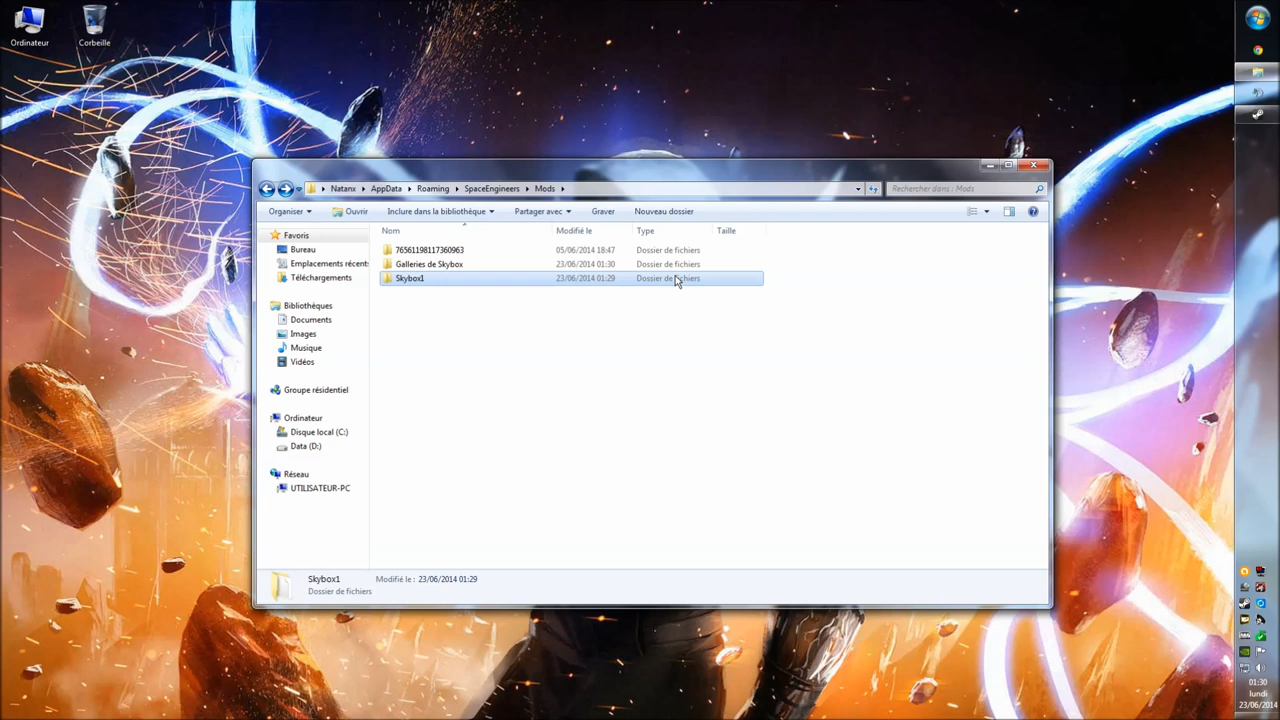 Ordinateur
Corbeille
Natanx AppData Roaming SpaceEngineers Mods
Rechercher dans : Mods
Organiser Ouvrir Inclure dans la bibliothèque Partager avec Graver Nouveau dossier
Nom Modifié le Type Taille
76561198117360963 05/06/2014 18:47 Dossier de fichiers
Galleries de Skybox 23/06/2014 01:30 Dossier de fichiers
Skybox1 23/06/2014 01:29 Dossier de fichiers
Favoris
Bureau
Emplacements récent
Téléchargements
Bibliothèques
Documents
Images
Musique
Vidéos
Groupe résidentiel
Ordinateur
Disque local (C:)
Data (D:)
Réseau
UTILISATEUR-PC
Skybox1 Modifié le : 23/06/2014 01:29
Dossier de fichiers
01:30
lundi
23/06/2014